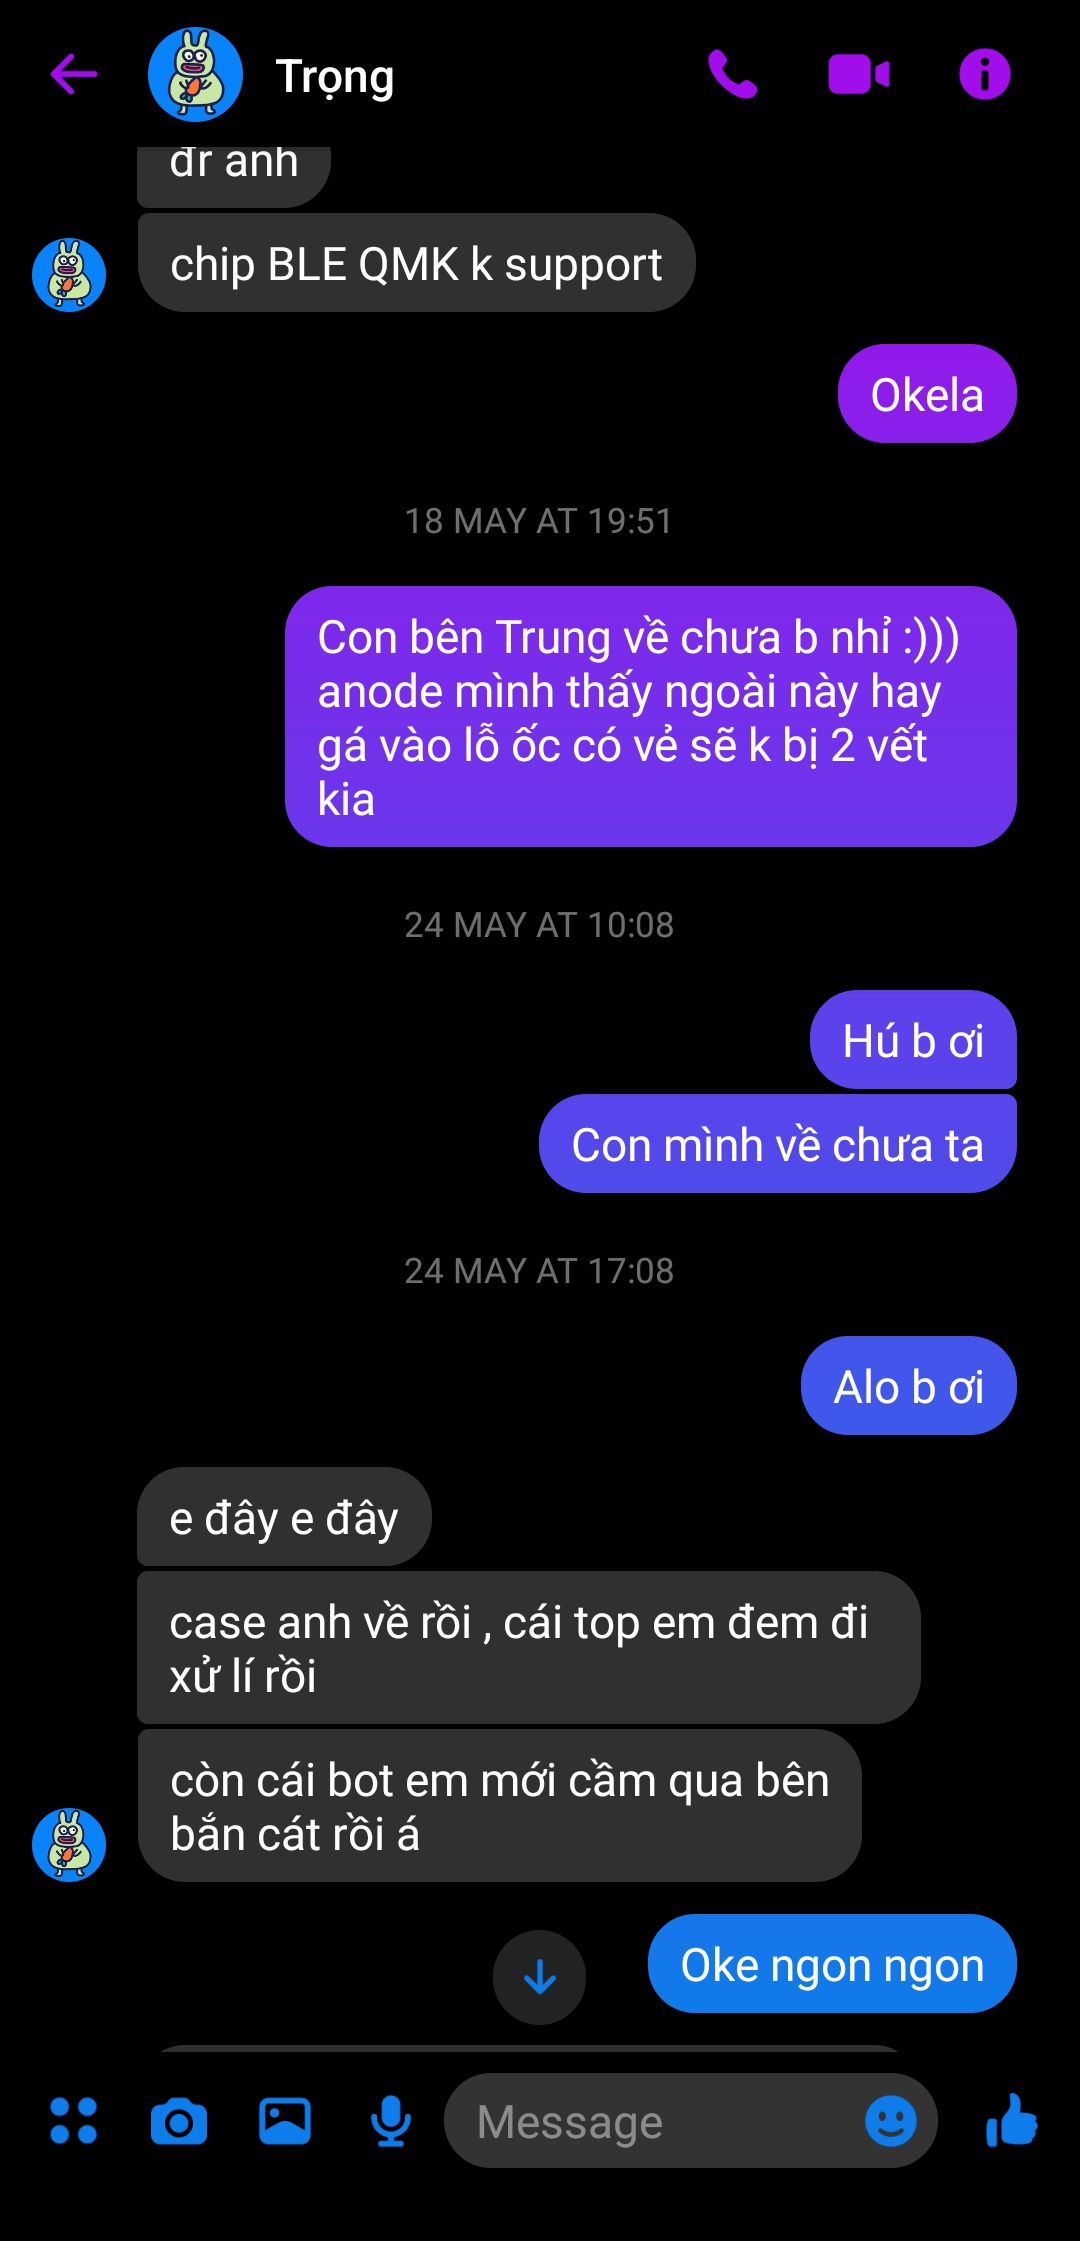 Trọng
đr anh
chip BLE QMK k support
Okela
18 MAY AT 19:51
Con bên Trung về chưa b nhỉ :)))
anode mình thấy ngoài này hay
gá vào lỗ ốc có vẻ sẽ k bị 2 vết
kia
24 MAY AT 10:08
Hú b ơi
Con mình về chưa ta
24 MAY AT 17:08
Alo b ơi
e đây e đây
case anh về rồi , cái top em đem đi
xử lí rồi
còn cái bot em mới cầm qua bên
bắn cát rồi á
Oke ngon ngon
Message